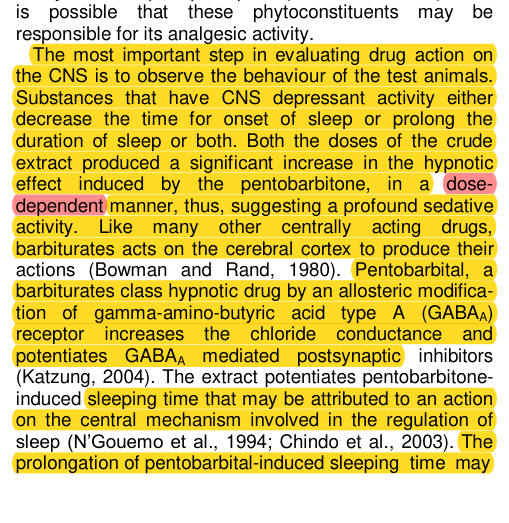 is possible that these phytoconstituents may be
responsible for its analgesic activity.
The most important step in evaluating drug action on
the CNS is to observe the behaviour of the test animals.
Substances that have CNS depressant activity either
decrease the time for onset of sleep or prolong the
duration of sleep or both. Both the doses of the crude
extract produced a significant increase in the hypnotic
effect induced by the pentobarbitone, in a dose-
dependent manner, thus, suggesting a profound sedative
activity. Like many other centrally acting drugs,
barbiturates acts on the cerebral cortex to produce their
actions (Bowman and Rand, 1980). Pentobarbital, a
barbiturates class hypnotic drug by an allosteric modifica-
tion of gamma-amino-butyric acid type A (GABAA)
receptor increases the chloride conductance and
potentiates GABAA mediated postsynaptic inhibitors
(Katzung, 2004). The extract potentiates pentobarbitone-
induced sleeping time that may be attributed to an action
on the central mechanism involved in the regulation of
sleep (N'Gouemo et al., 1994; Chindo et al., 2003). The
prolongation of pentobarbital-induced sleeping time may